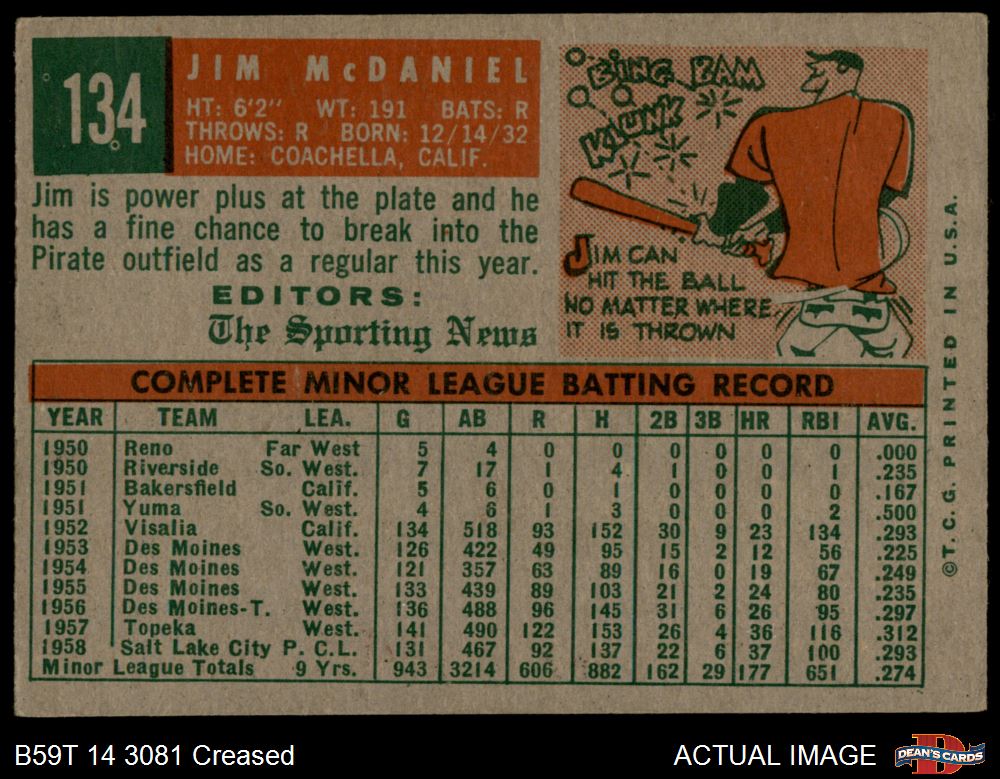 134
JIM McDANIEL
HT: 6'2" WT: 191 BATS: R
THROWS: R BORN: 12/14/32
HOME: COACHELLA, CALIF.
Jim is power plus at the plate and he
has a fine chance to break into the
Pirate outfield as a regular this year.
EDITORS:
The Sporting News
BING BAM
KLUNK
JIM CAN
HIT THE BALL
NO MATTER WHERE
IT IS THROWN
COMPLETE MINOR LEAGUE BATTING RECORD
YEAR TEAM LEA. G AB R H 2B 3B HR RBI AVG.
1950 Reno Far West 5 4 0 0 0 0 0 0 .000
1950 Riverside So. West. 7 17 1 4 1 0 0 1 .235
1951 Bakersfield Calif. 5 6 0 1 0 0 0 0 .167
1951 Yuma So. West. 4 6 1 3 0 0 0 2 .500
1952 Visalia Calif. 134 518 93 152 30 9 23 134 .293
1953 Des Moines West. 126 422 49 95 15 2 12 56 .225
1954 Des Moines West. 121 357 63 89 16 0 19 67 .249
1955 Des Moines West. 133 439 89 103 21 2 24 80 .235
1956 Des Moines-T. West. 136 488 96 145 31 6 26 95 .297
1957 Topeka West. 141 490 122 153 26 4 36 116 .312
1958 Salt Lake City P. C.L. 131 467 92 137 22 6 37 100 .293
Minor League Totals 9 Yrs. 943 3214 606 882 162 29 177 651 .274
©T. C. G. PRINTED IN U.S.A.
B59T 14 3081 Creased
ACTUAL IMAGE
D
DEAN'S CARDS